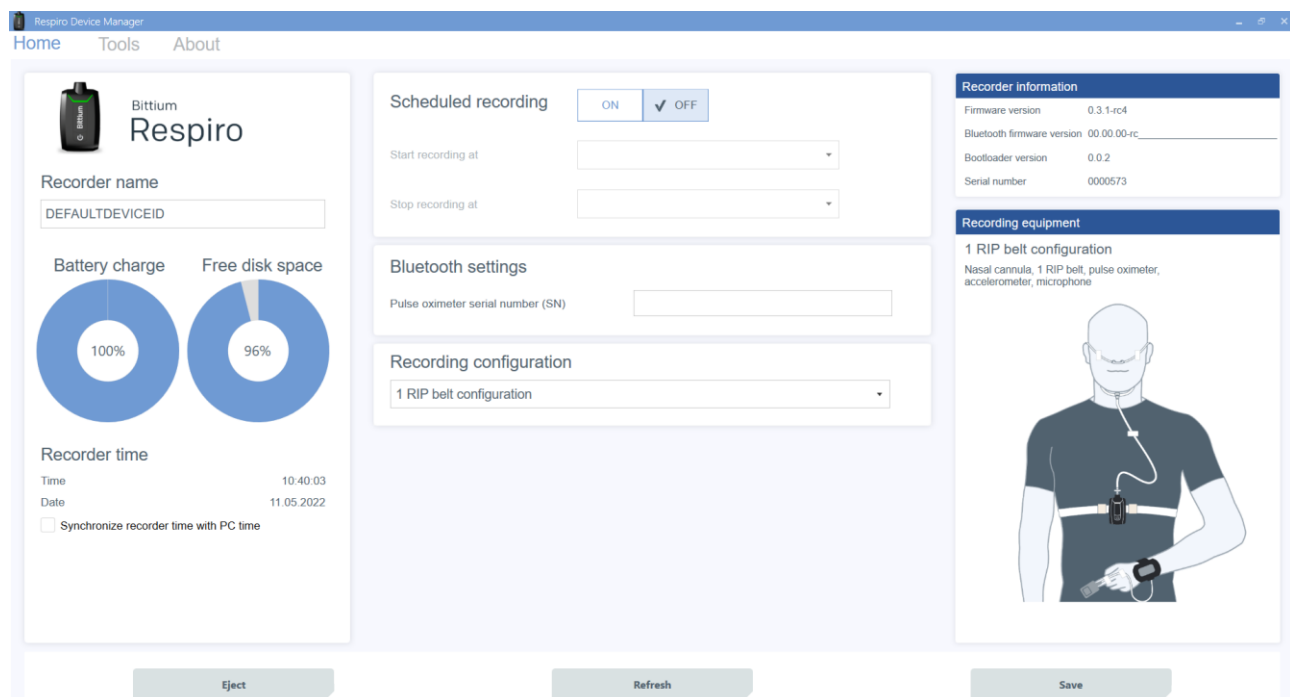 Respiro Device Manager
Home Tools About
Bittium
Bittium
Respiro
Recorder name
DEFAULTDEVICEID
Battery charge Free disk space
100% 96%
Recorder time
Time 10:40:03
Date 11.05.2022
Synchronize recorder time with PC time
Scheduled recording ON OFF
Start recording at
Stop recording at
Bluetooth settings
Pulse oximeter serial number (SN)
Recording configuration
1 RIP belt configuration
Recorder information
Firmware version 0.3.1-rc4
Bluetooth firmware version 00.00.00-rc_
Bootloader version 0.0.2
Serial number 0000573
Recording equipment
1 RIP belt configuration
Nasal cannula, 1 RIP belt, pulse oximeter,
accelerometer, microphone
Eject Refresh Save